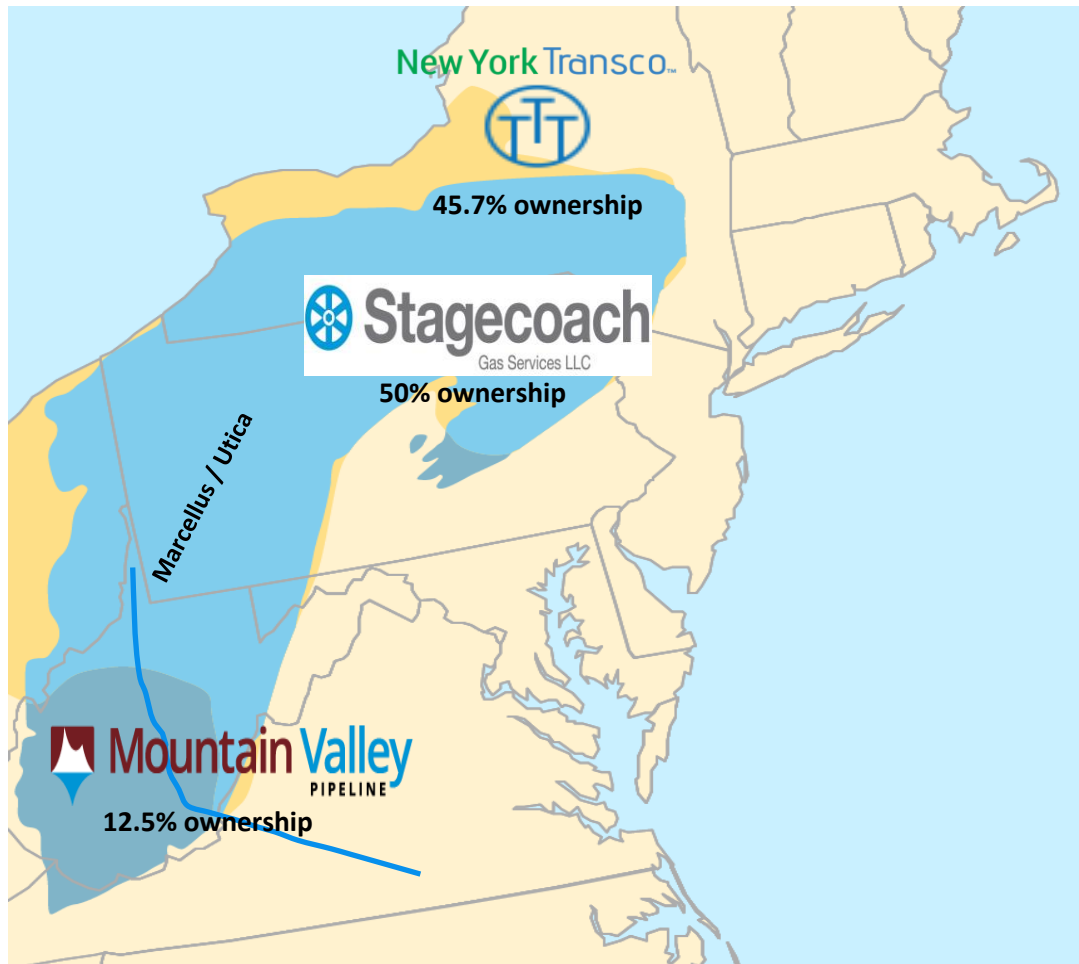 New York Transco™
TTT
45.7% ownership
Stagecoach
Gas Services LLC
50% ownership
Marcellus / Utica
Mountain Valley
PIPELINE
12.5% ownership